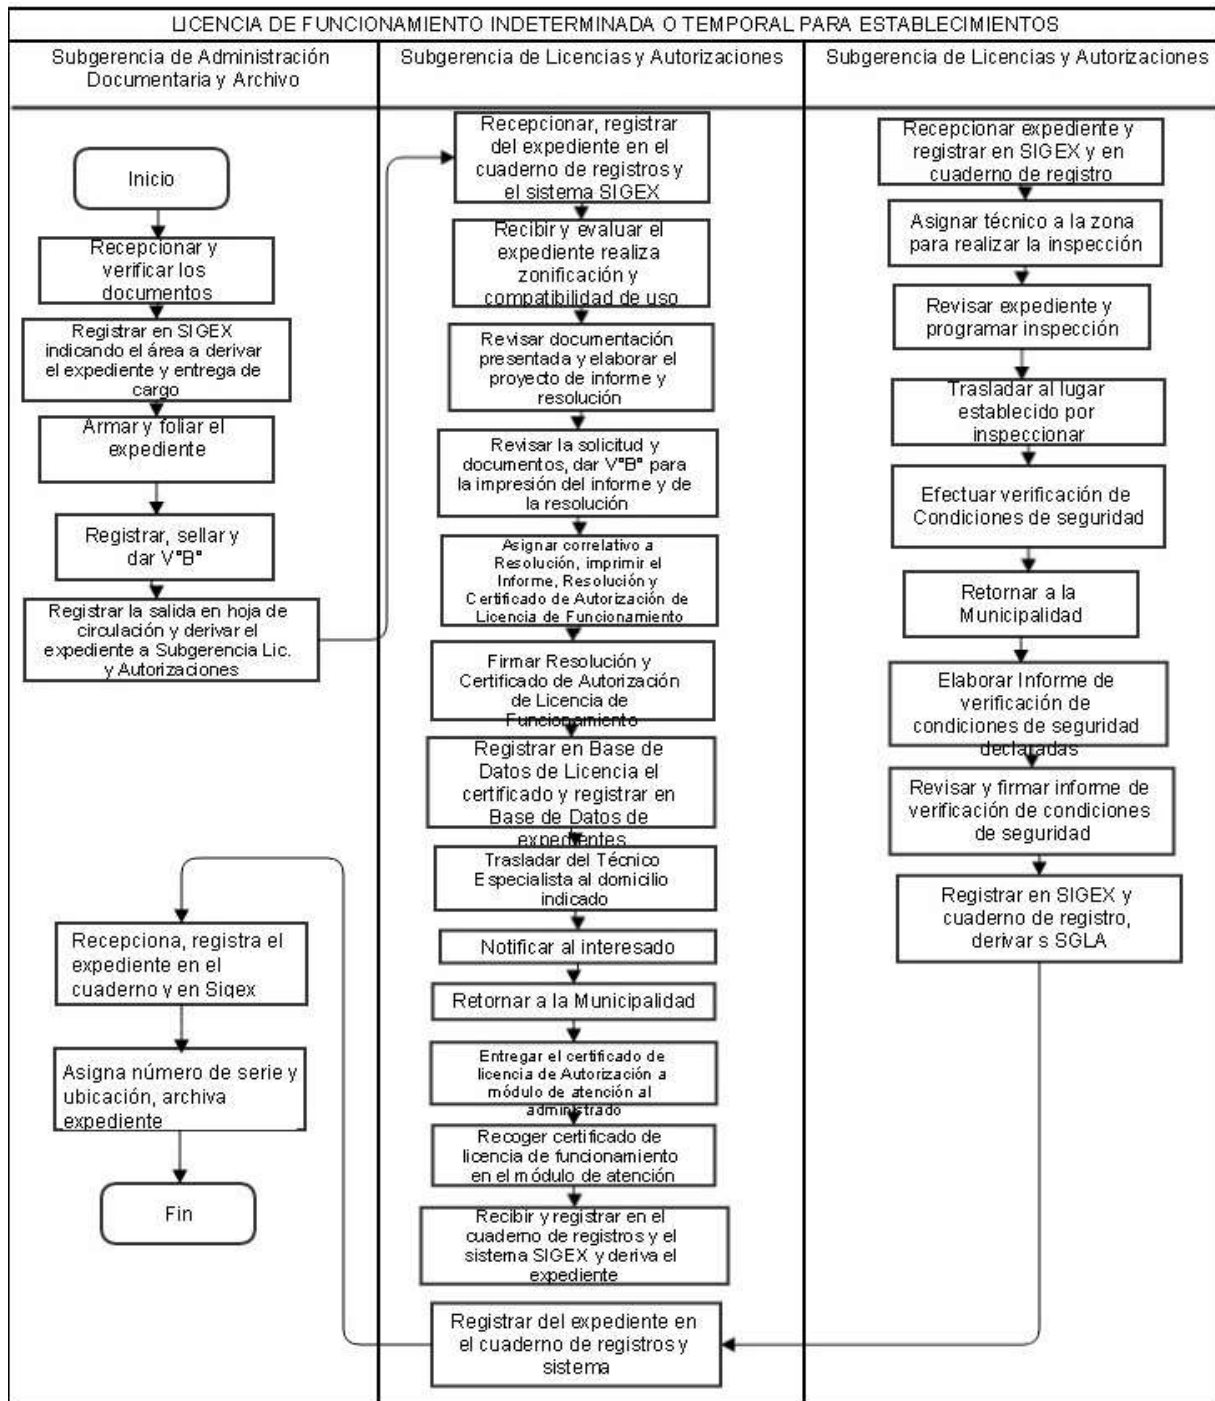 LICENCIA DE FUNCIONAMIENTO INDETERMINADA O TEMPORAL PARA ESTABLECIMIENTOS
Subgerencia de Administración
Documentaria y Archivo
Inicio
Recepcionar y
verificar los
documentos
Registrar en SIGEX
indicando el área a derivar
el expediente y entrega de
cargo
Armar y foliar el
expediente
Registrar, sellar y
dar V°B°
Registrar la salida en hoja de
circulación y derivar el
expediente a Subgerencia Lic.
y Autorizaciones
Recepciona, registra el
expediente en el
cuaderno y en Sigex
Asigna número de serie y
ubicación, archiva
expediente
Fin
Subgerencia de Licencias y Autorizaciones
Recepcionar, registrar
del expediente en el
cuaderno de registros y
el sistema SIGEX
Recibir y evaluar el
expediente realiza
zonificación y
compatibilidad de uso
Revisar documentación
presentada y elaborar el
proyecto de informe y
resolución
Revisar la solicitud y
documentos, dar V°B° para
la impresión del informe y de
la resolución
Asignar correlativo a
Resolución, imprimir el
Informe, Resolución y
Certificado de Autorización de
Licencia de Funcionamiento
Firmar Resolución y
Certificado de Autorización
de Licencia de
Funcionamiento
Registrar en Base de
Datos de Licencia el
certificado y registrar en
Base de Datos de
expedientes
Trasladar del Técnico
Especialista al domicilio
indicado
Notificar al interesado
Retornar a la Municipalidad
Entregar el certificado de
licencia de Autorización a
módulo de atención al
administrado
Recoger certificado de
licencia de funcionamiento
en el módulo de atención
Recibir y registrar en el
cuaderno de registros y el
sistema SIGEX y deriva el
expediente
Registrar del expediente en
el cuaderno de registros y
sistema
Subgerencia de Licencias y Autorizaciones
Recepcionar expediente y
registrar en SIGEX y en
cuaderno de registro
Asignar técnico a la zona
para realizar la inspección
Revisar expediente y
programar inspección
Trasladar al lugar
establecido por
inspeccionar
Efectuar verificación de
Condiciones de seguridad
Retornar a la
Municipalidad
Elaborar Informe de
verificación de
condiciones de seguridad
declaradas
Revisar y firmar informe de
verificación de condiciones
de seguridad
Registrar en SIGEX y
cuaderno de registro,
derivar s SGLA